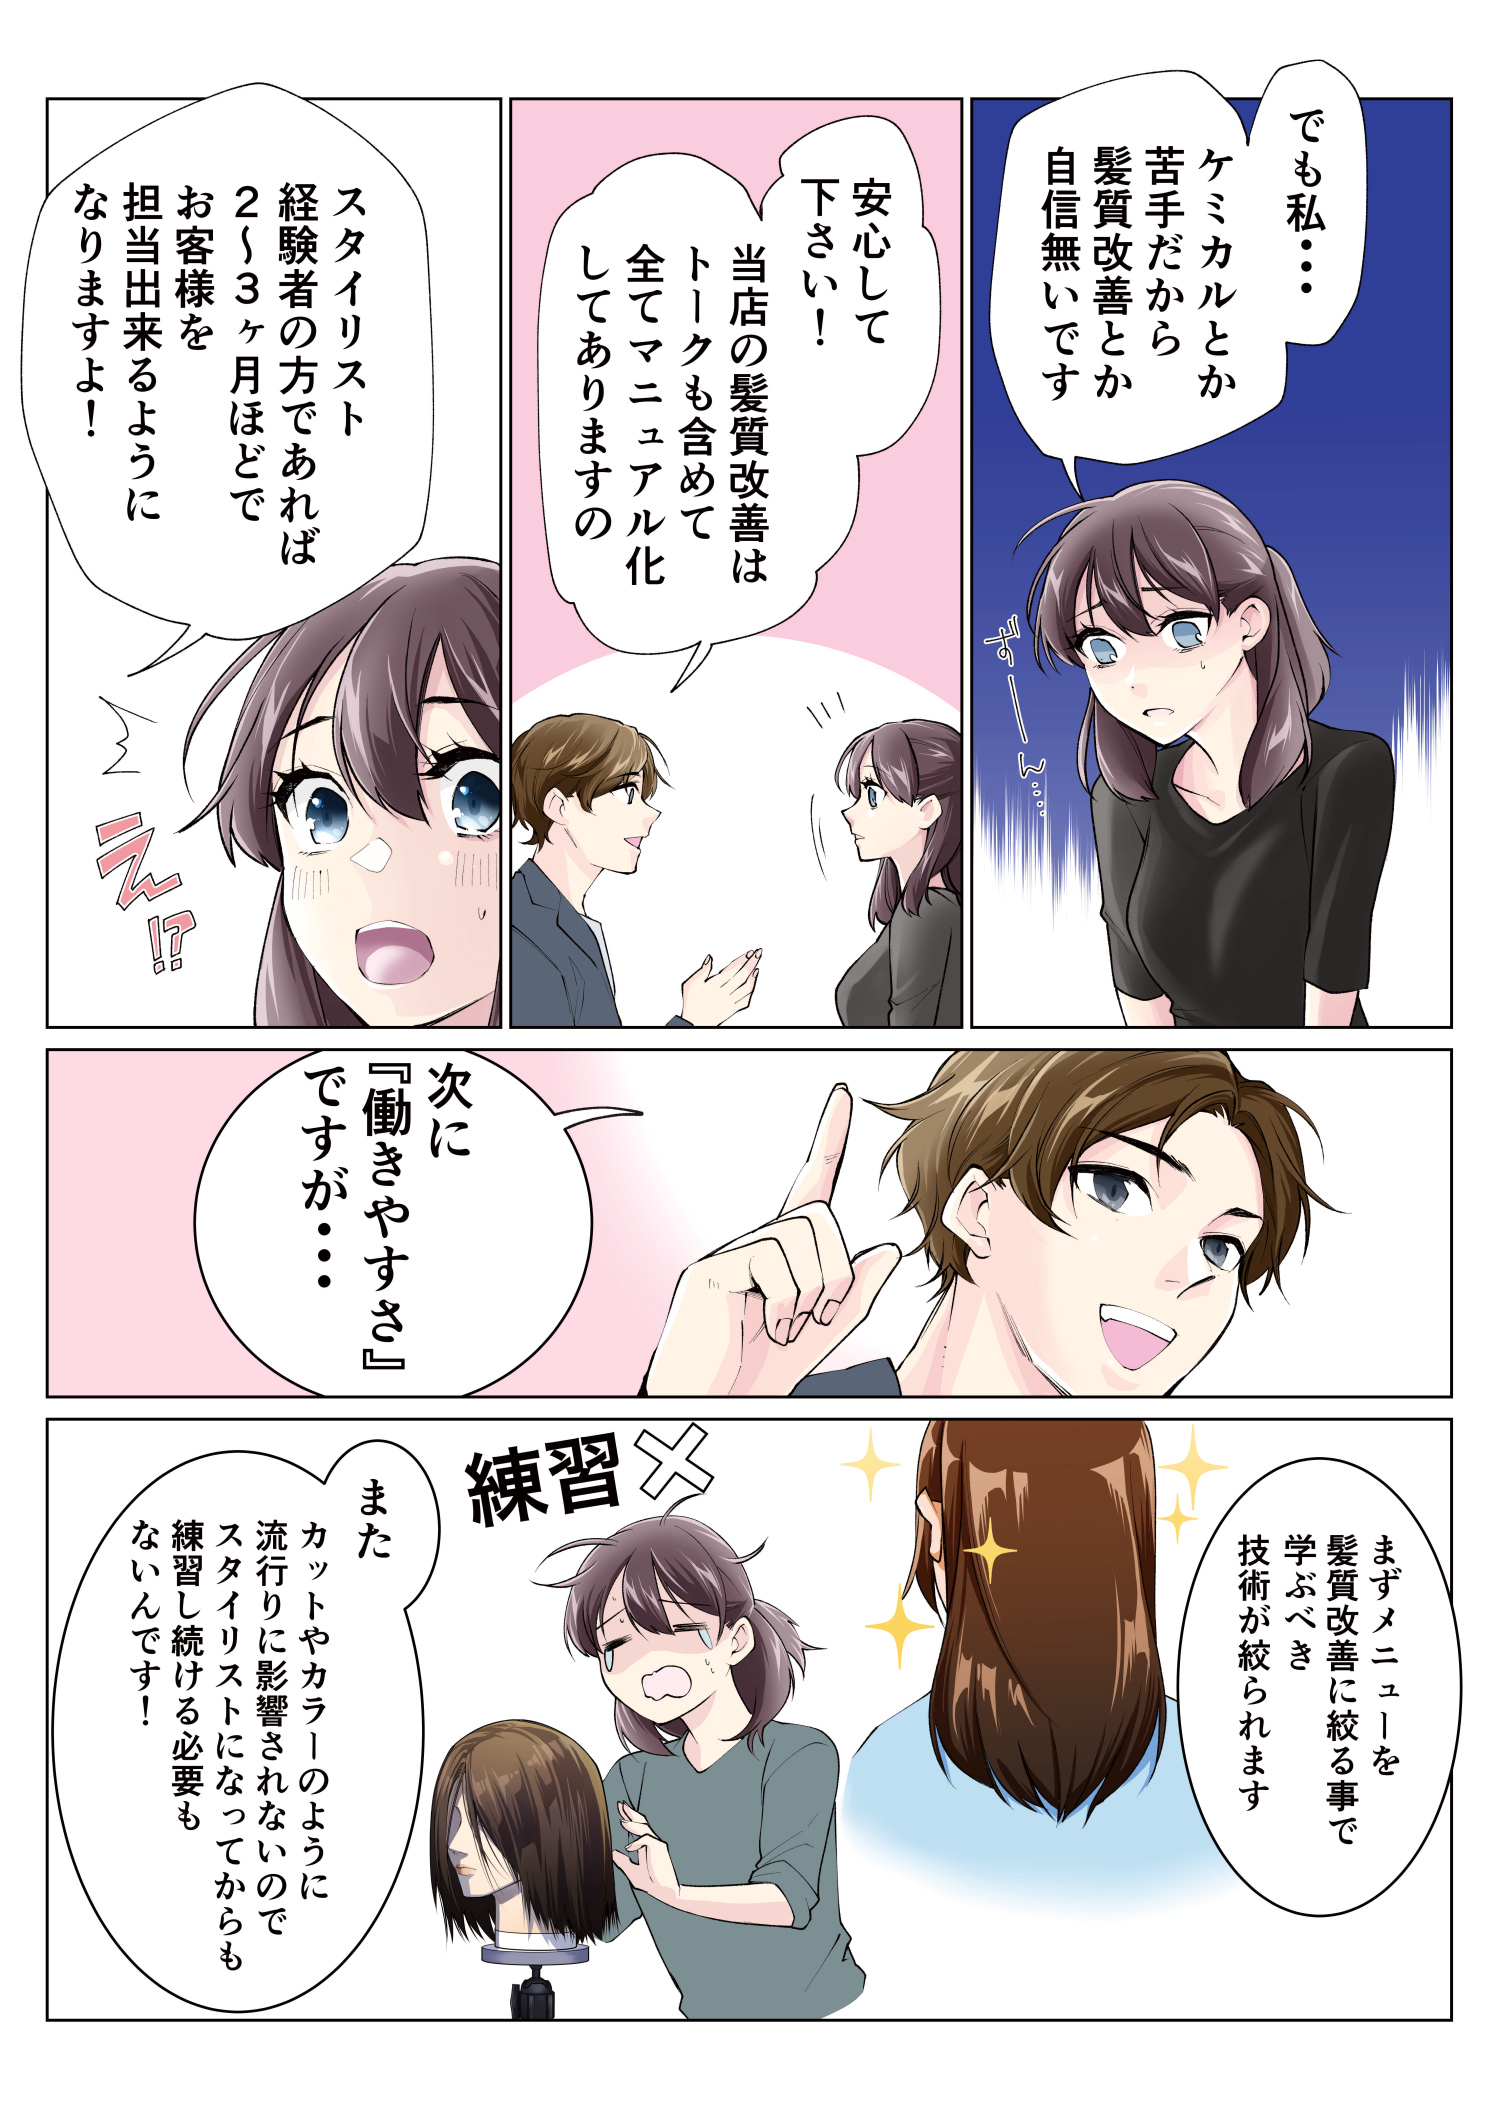 でも私・・・
ケミカルとか
苦手だから
髪質改善とか
自信無いです
ずーーん……
安心して
下さい！
当店の髪質改善は
トークも含めて
全てマニュアル化
してありますの
スタイリスト
経験者の方であれば
２〜３ヶ月ほどで
お客様を
担当出来るように
なりますよ！
えっ!?
次に
『働きやすさ』
ですが・・・
まずメニューを
髪質改善に絞る事で
学ぶべき
技術が絞られます
練習×
また
カットやカラーのように
流行りに影響されないので
スタイリストになってからも
練習し続ける必要も
ないんです！